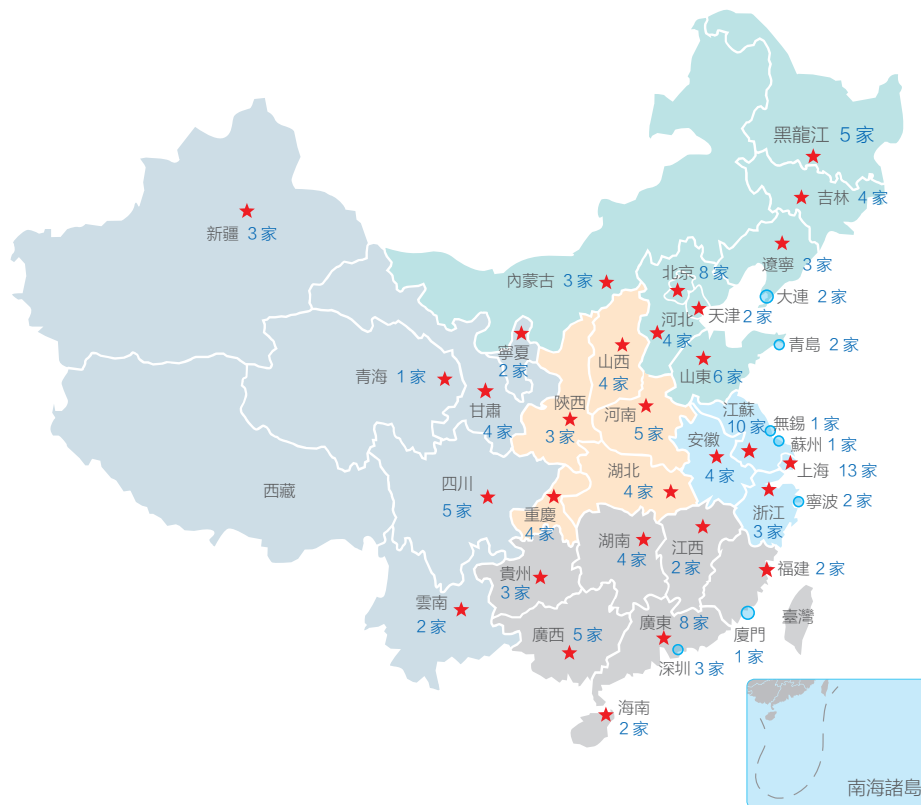 黑龍江 5 家
吉林 4 家
新疆 3 家
遼寧 3 家
內蒙古 3 家
北京 8 家
大連 2 家
天津 2 家
河北
4 家
青島 2 家
寧夏
2 家
山西
4 家
山東 6 家
青海 1 家
甘肅
4 家
陝西
3 家
河南
5 家
江蘇
10 家
無錫 1 家
蘇州 1 家
安徽
4 家
上海 13 家
西藏
四川
5 家
重慶
4 家
湖北
4 家
浙江
3 家
寧波 2 家
湖南
4 家
江西
2 家
貴州
3 家
福建 2 家
雲南
2 家
廣西 5 家
廣東 8 家
深圳 3 家
廈門
1 家
臺灣
海南
2 家
南海諸島